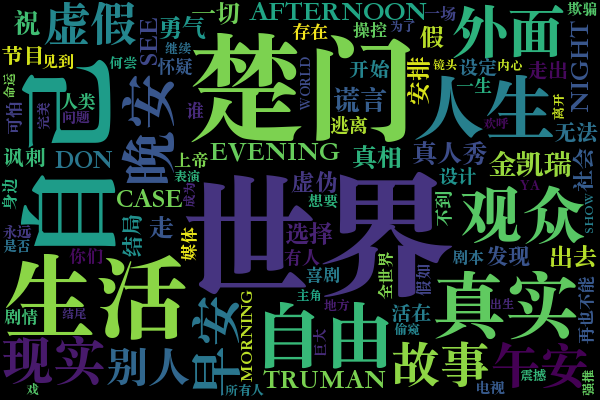 祝
虚假
勇气
一切
AFTERNOON
一场
欺骗
节目
见到
怀疑
继续
SEE
存在
操控
为了
假
外面
NIGHT
命运
何尝
楚门
WORLD
开始
镜头
设定
内心
走出
可怕
完美
人类
问题
自己
晚安
谁
谎言
安排
一生
人生
离开
讽刺
DON
上帝
EVENING
逃离
真相
真人秀
欢呼
无法
社会
身边
CASE
表演
成为
虚伪
想要
设计
金凯瑞
YA
SHOW
永远
是否
你们
结局
走
媒体
世界
选择
有人
喜剧
不到
观众
全世界
假如
剧本
发现
出去
生活
剧情
结尾
早安
MORNING
主角
地方
自由
活在
偷窥
真实
出生
再也不能
现实
别人
巨大
TRUMAN
故事
午安
震撼
强推
戏
所有人
电视